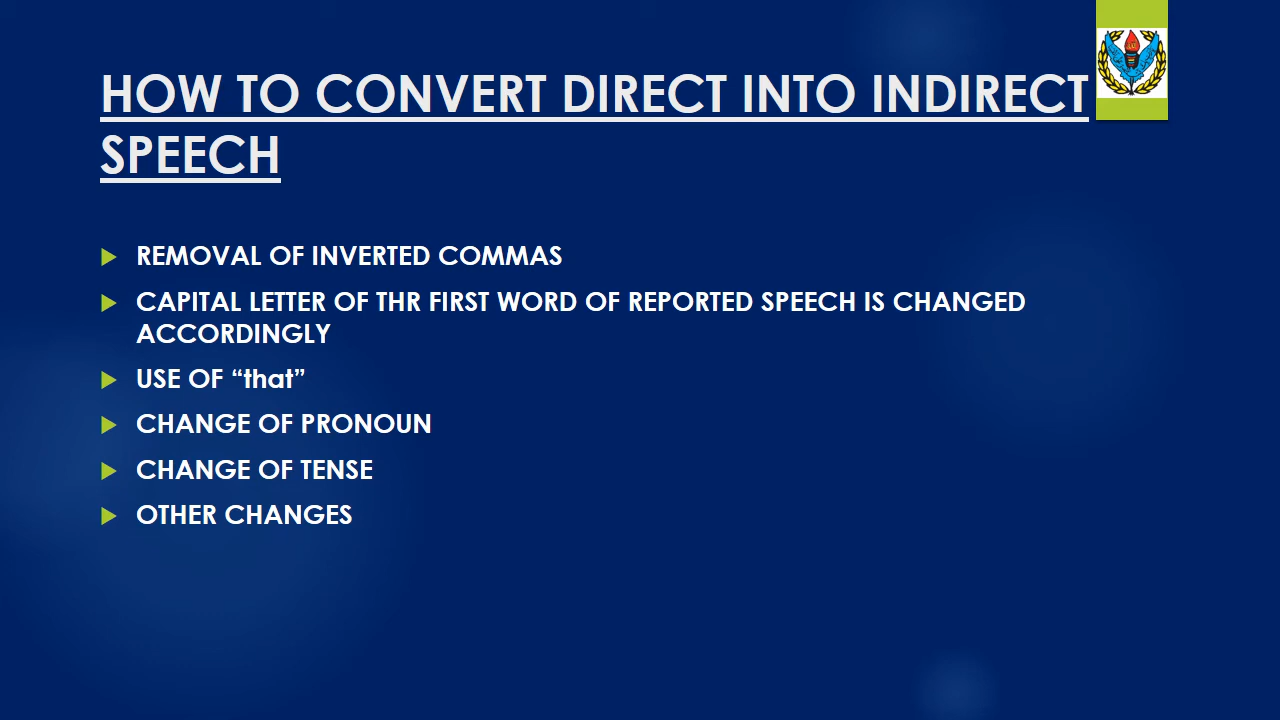 HOW TO CONVERT DIRECT INTO INDIRECT
SPEECH
REMOVAL OF INVERTED COMMAS
CAPITAL LETTER OF THR FIRST WORD OF REPORTED SPEECH IS CHANGED
ACCORDINGLY
USE OF “that”
CHANGE OF PRONOUN
CHANGE OF TENSE
OTHER CHANGES